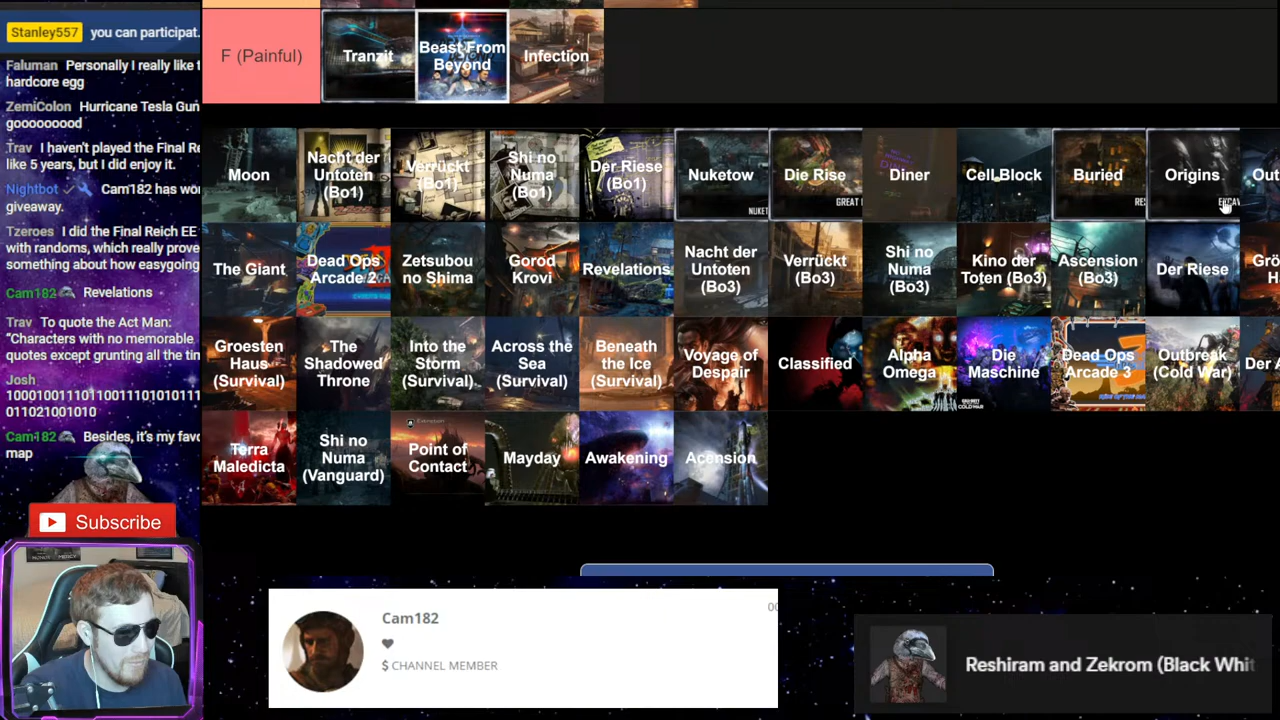 Stanley557 you can participat.
Faluman Personally I really like t
hardcore egg
ZemiColon Hurricane Tesla Gun
goooooood
Trav I haven't played the Final Re
like 5 years, but I did enjoy it.
Nightbot Cam182 has wo
giveaway.
Tzeroes I did the Final Reich EE
with randoms, which really prove
something about how easygoing
Cam182 Revelations
Trav To quote the Act Man:
"Characters with no memorable
quotes except grunting all the tin
Josh
Cam182 Besides, it's my favo
map
Subscribe
F (Painful)
Tranzit
Beast From
Beyond
Infection
Moon
Nacht der
Untoten
(Bo1)
Verrückt
(Bo1)
Shi no
Numa
(Bo1)
Der Riese
(Bo1)
Nuketow
NUKET
Die Rise
GREAT
Diner
Cell Block
Buried
Origins
Out
The Giant
Dead Ops
Arcade 2
Zetsubou
no Shima
Gorod
Krovi
Revelations
Nacht der
Untoten
(Bo3)
Verrückt
(Bo3)
Shi no
Numa
(Bo3)
Kino der
Toten (Bo3)
Ascension
(Bo3)
Der Riese
Grö
H
Groesten
Haus
(Survival)
The
Shadowed
Throne
Into the
Storm
(Survival)
Across the
Sea
(Survival)
Beneath
the Ice
(Survival)
Voyage of
Despair
Classified
Alpha
Omega
Die
Maschine
Dead Ops
Arcade 3
Outbreak
(Cold War)
Der A
Terra
Maledicta
Shi no
Numa
(Vanguard)
Point of
Contact
Mayday
Awakening
Acension
Cam182
$ CHANNEL MEMBER
Reshiram and Zekrom (Black Whit